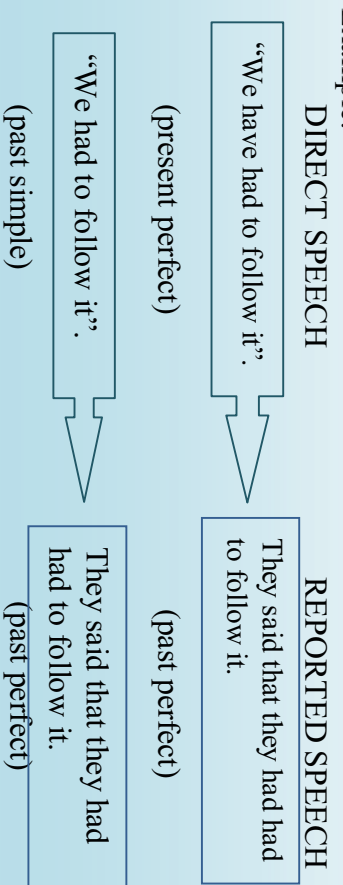 DIRECT SPEECH
REPORTED SPEECH
“We have had to follow it”.
They said that they had had
to follow it.
(present perfect)
(past perfect)
“We had to follow it”.
They said that they had
had to follow it.
(past simple)
(past perfect)